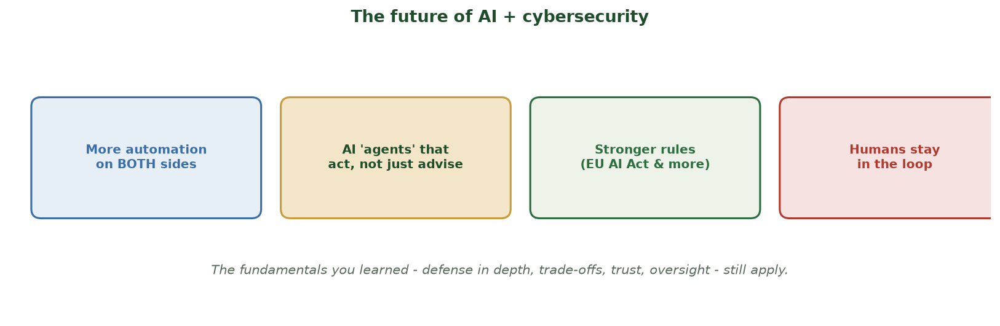 The future of AI + cybersecurity
More automation
on BOTH sides
AI 'agents' that
act, not just advise
Stronger rules
(EU AI Act & more)
Humans stay
in the loop
The fundamentals you learned - defense in depth, trade-offs, trust, oversight - still apply.